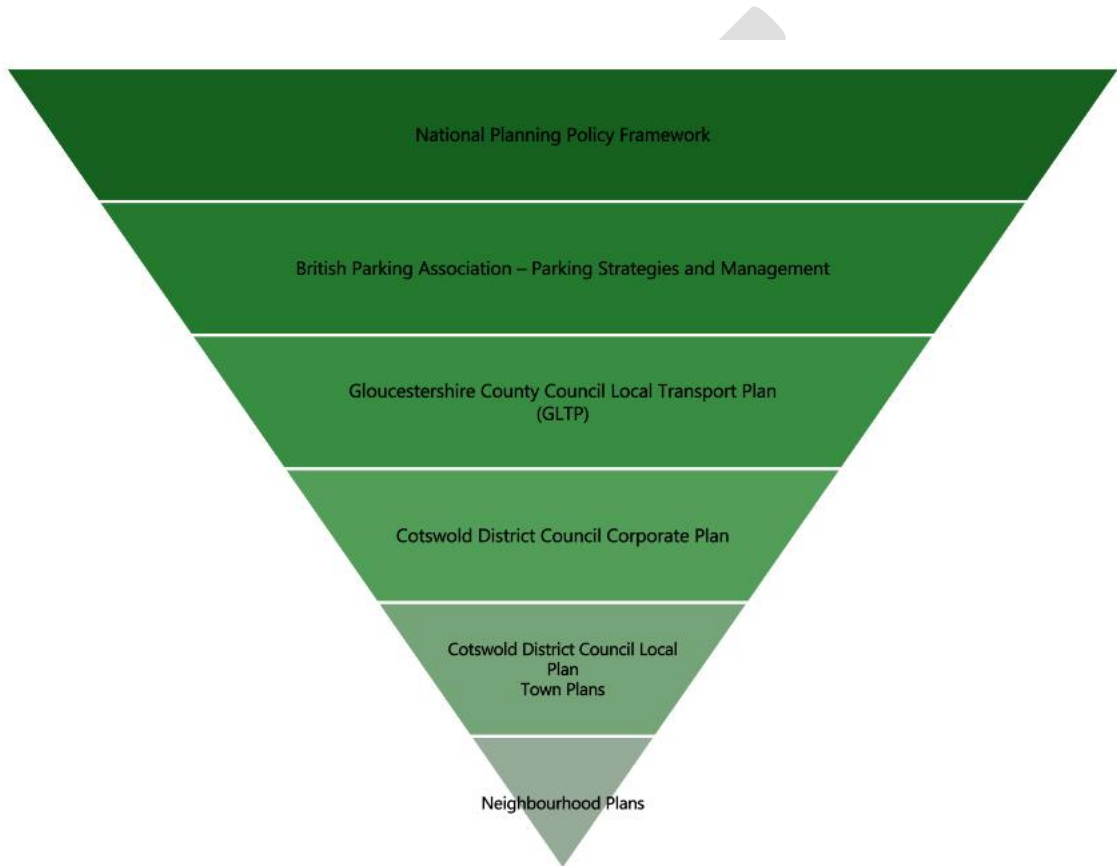 National Planning Policy Framework
British Parking Association – Parking Strategies and Management
Gloucestershire County Council Local Transport Plan
(GLTP)
Cotswold District Council Corporate Plan
Cotswold District Council Local
Plan
Town Plans
Neighbourhood Plans